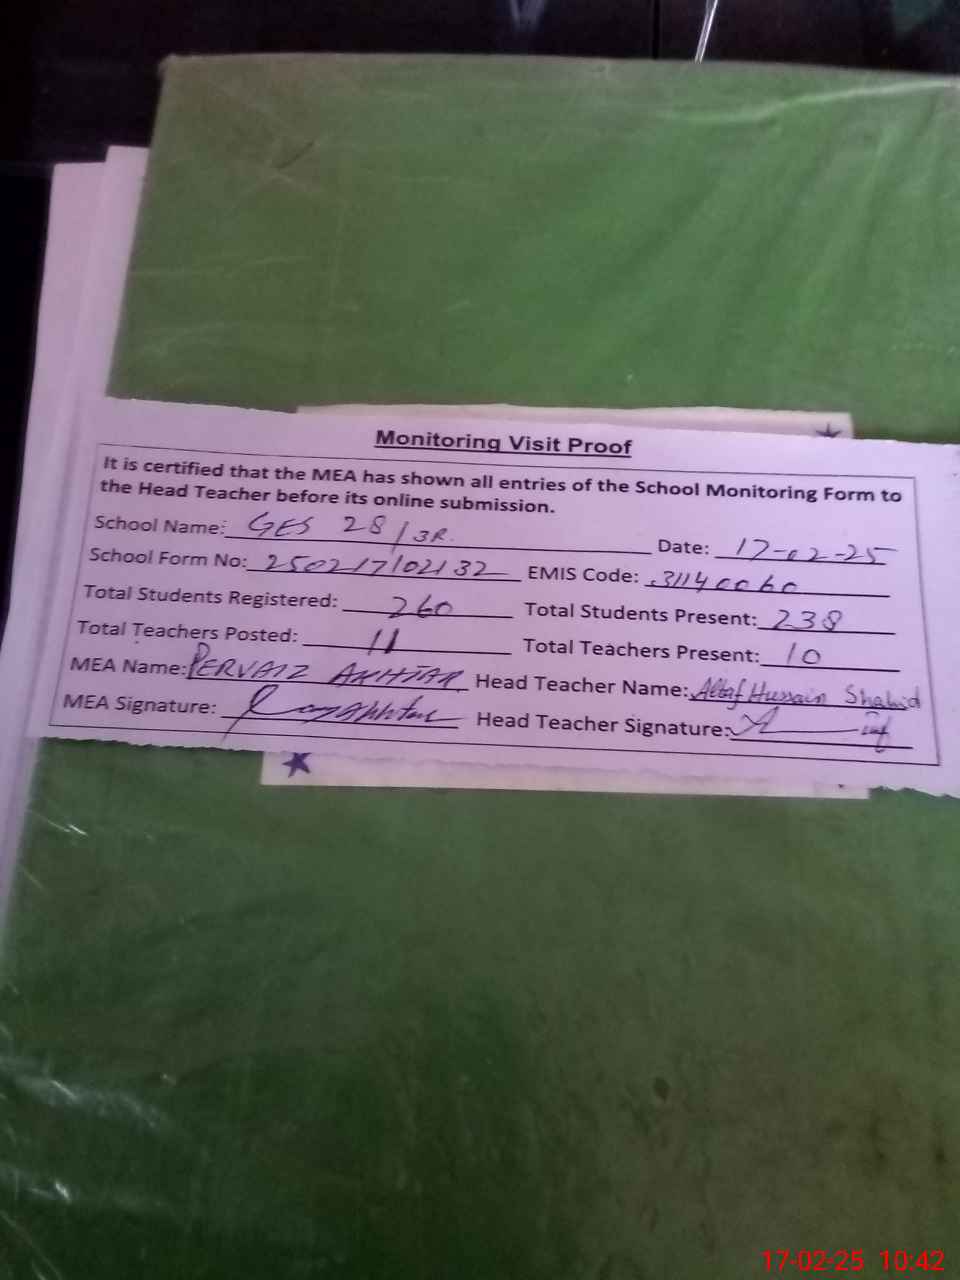 Monitoring Visit Proof
It is certified that the MEA has shown all entries of the School Monitoring Form to
the Head Teacher before its online submission.
School Name: GES 28/3R. Date: 17-02-25
School Form No: 250217102132 EMIS Code: 31140060
Total Students Registered: 260 Total Students Present: 238
Total Teachers Posted: 11 Total Teachers Present: 10
MEA Name: PERVAIZ AKHTAR Head Teacher Name: Altaf Hussain Shahid
MEA Signature: Head Teacher Signature:
17-02-25 10:42